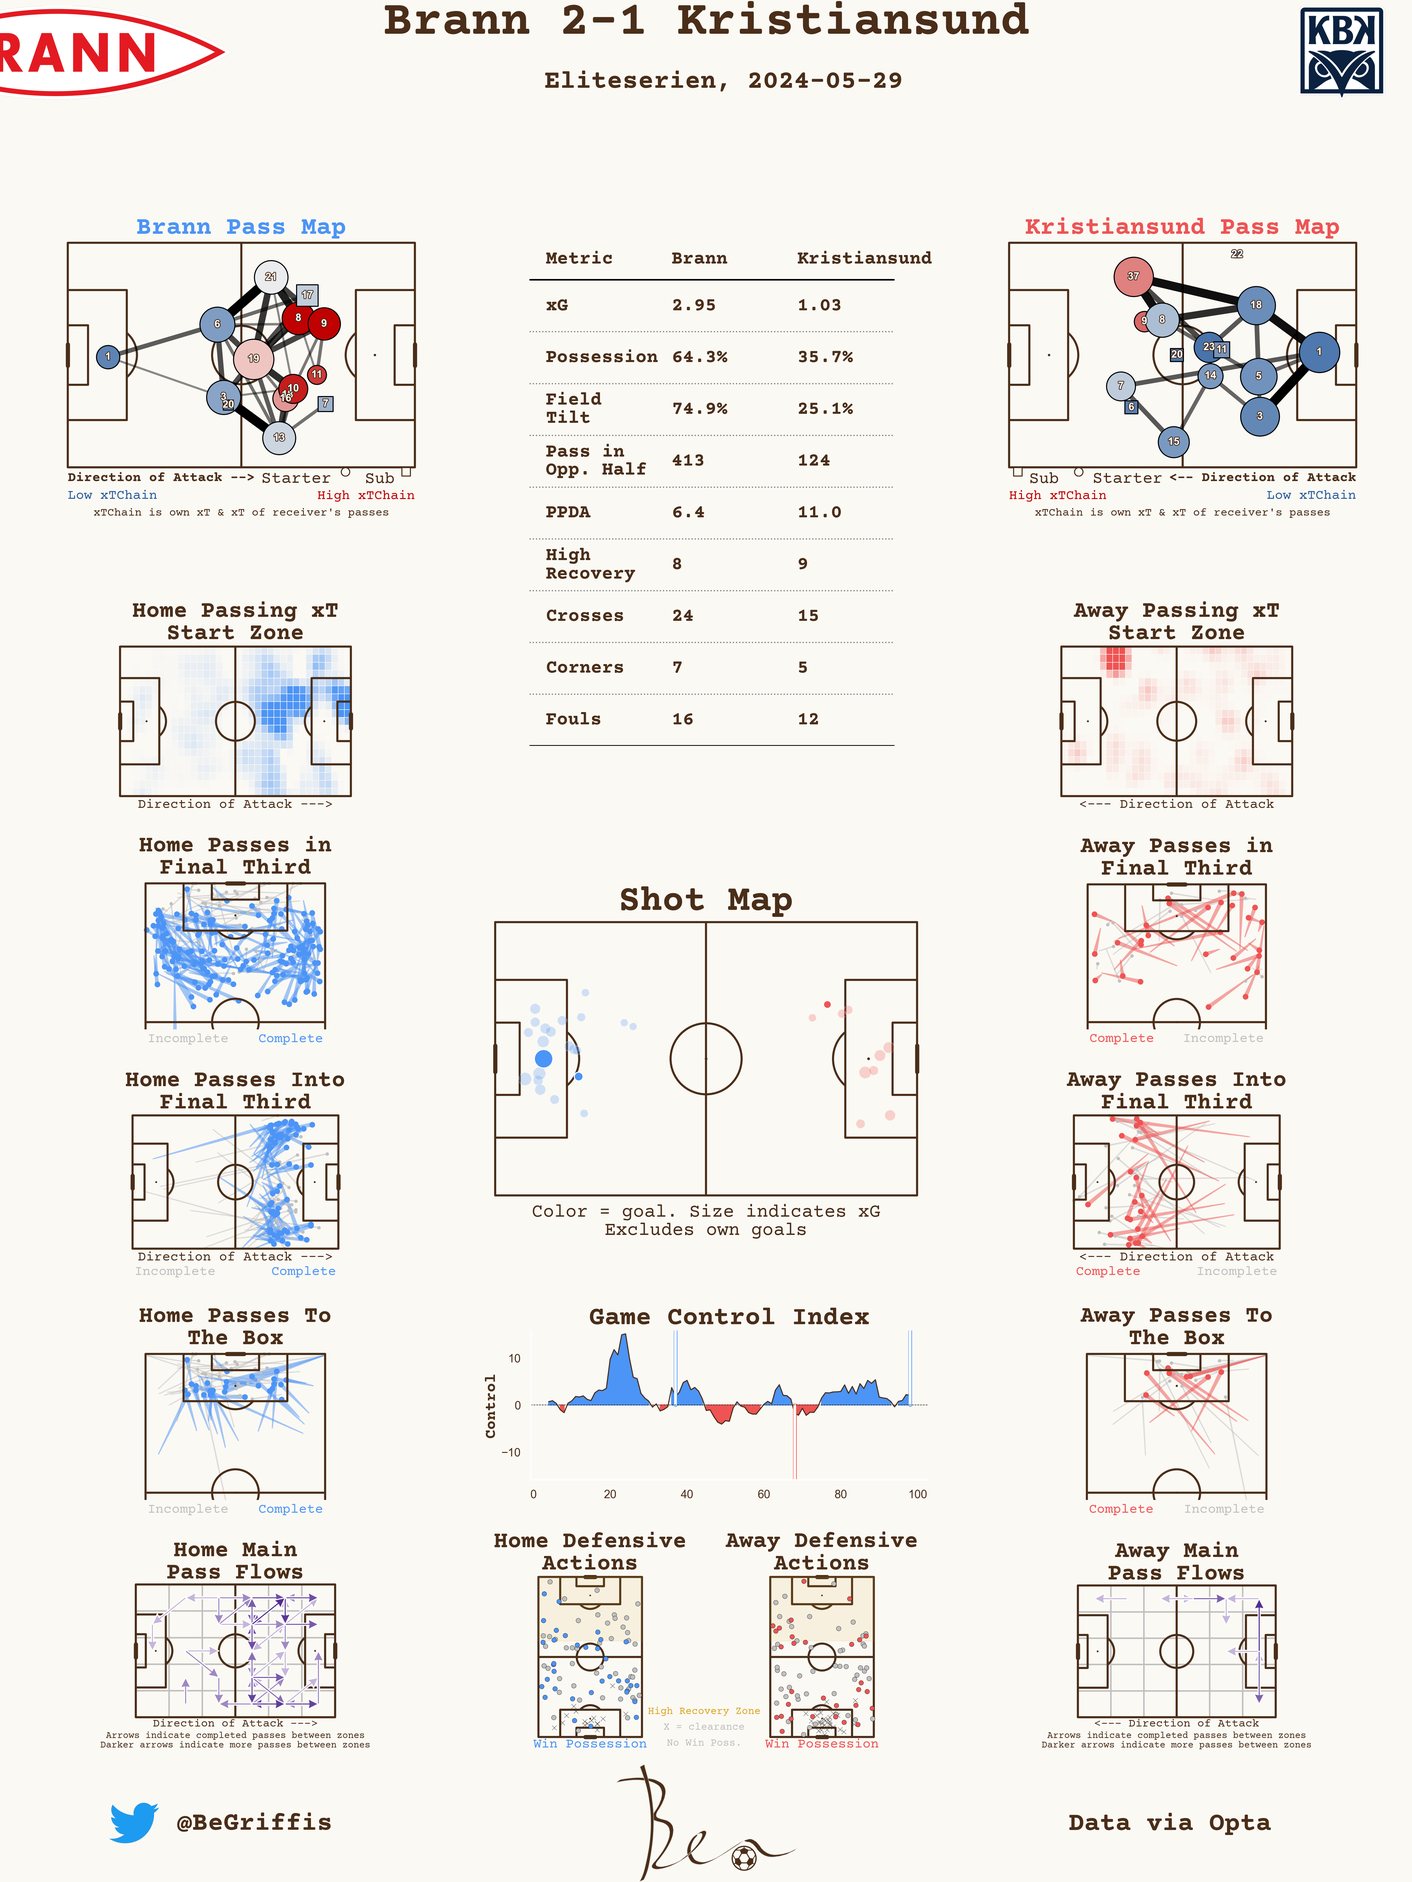 Brann 2-1 Kristiansund
Eliteserien, 2024-05-29
RANN
KBK
Brann Pass Map
21
17
8
9
6
1
19
11
10
16
3
20
7
13
Direction of Attack --> Starter Sub
Low xTChain High xTChain
xTChain is own xT & xT of receiver's passes
Metric Brann Kristiansund
xG 2.95 1.03
Possession 64.3% 35.7%
Field
Tilt 74.9% 25.1%
Pass in
Opp. Half 413 124
PPDA 6.4 11.0
High
Recovery 8 9
Crosses 24 15
Corners 7 5
Fouls 16 12
Kristiansund Pass Map
22
37
18
9
8
23
11
20
1
14
5
7
6
3
15
Sub Starter <-- Direction of Attack
High xTChain Low xTChain
xTChain is own xT & xT of receiver's passes
Home Passing xT
Start Zone
Direction of Attack --->
Away Passing xT
Start Zone
<--- Direction of Attack
Home Passes in
Final Third
Incomplete Complete
Shot Map
Color = goal. Size indicates xG
Excludes own goals
Away Passes in
Final Third
Complete Incomplete
Home Passes Into
Final Third
Direction of Attack --->
Incomplete Complete
Away Passes Into
Final Third
<--- Direction of Attack
Complete Incomplete
Home Passes To
The Box
Incomplete Complete
Game Control Index
Control
10
0
−10
0 20 40 60 80 100
Away Passes To
The Box
Complete Incomplete
Home Main
Pass Flows
Direction of Attack --->
Arrows indicate completed passes between zones
Darker arrows indicate more passes between zones
Home Defensive
Actions
Win Possession
High Recovery Zone
X = clearance
No Win Poss.
Away Defensive
Actions
Win Possession
Away Main
Pass Flows
<--- Direction of Attack
Arrows indicate completed passes between zones
Darker arrows indicate more passes between zones
@BeGriffis
Ben
Data via Opta